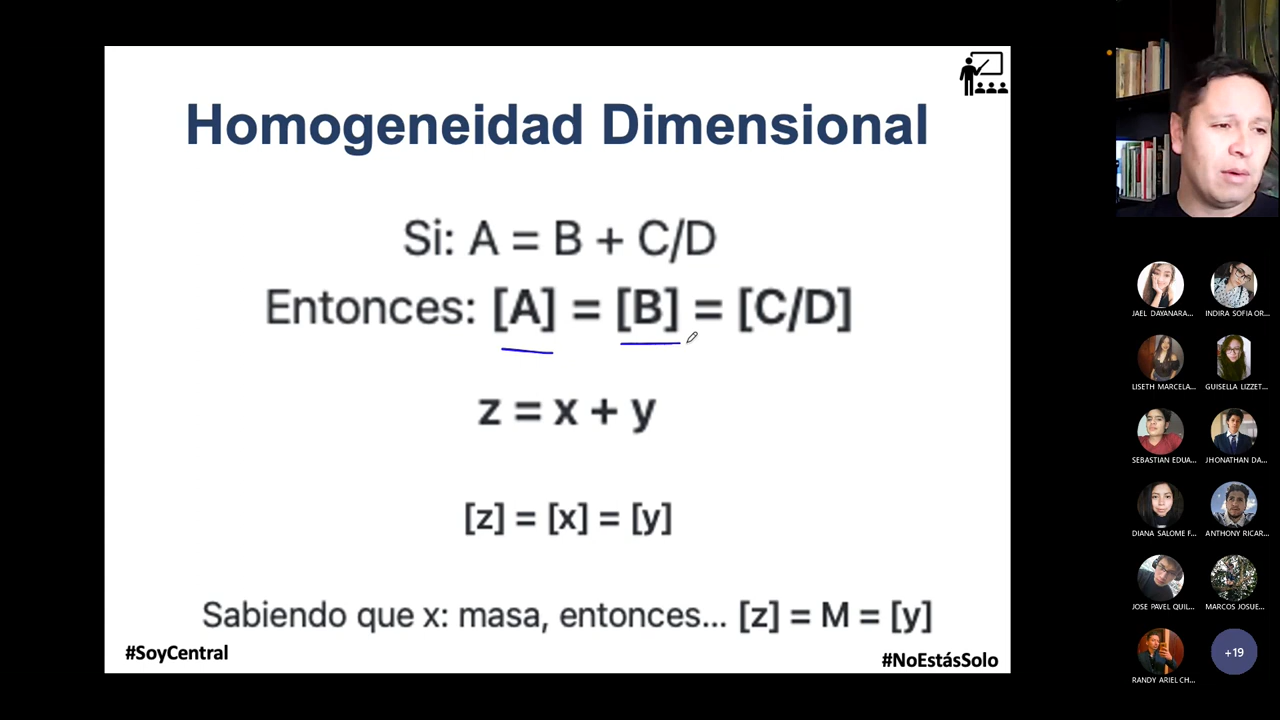 Homogeneidad Dimensional
Si: A = B + C/D
Entonces: [A] = [B] = [C/D]
z = x + y
[z] = [x] = [y]
Sabiendo que x: masa, entonces... [z] = M = [y]
#SoyCentral
#NoEstásSolo
JAEL DAYANARA...
INDIRA SOFIA OR...
LISETH MARCELA...
GUISELLA LIZZET...
SEBASTIAN EDUA...
JHONATHAN DA...
DIANA SALOME F...
ANTHONY RICAR...
JOSE PAVEL QUIL...
MARCOS JOSUE...
RANDY ARIEL CH...
+19